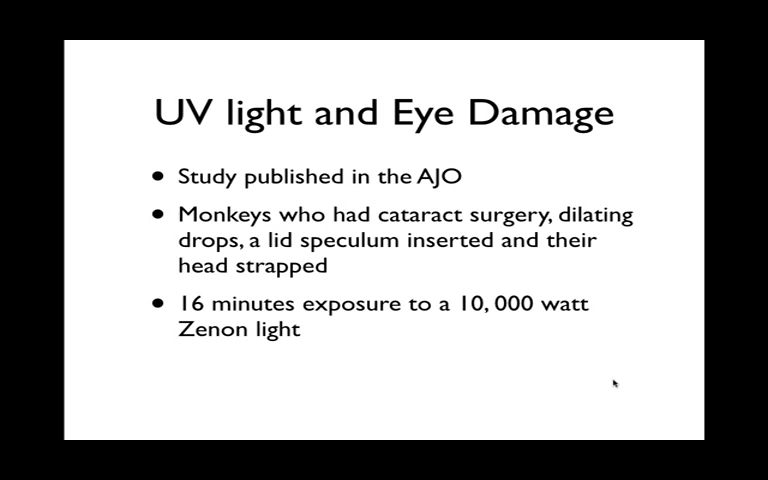 UV light and Eye Damage
• Study published in the AJO
• Monkeys who had cataract surgery, dilating
drops, a lid speculum inserted and their
head strapped
• 16 minutes exposure to a 10, 000 watt
Zenon light